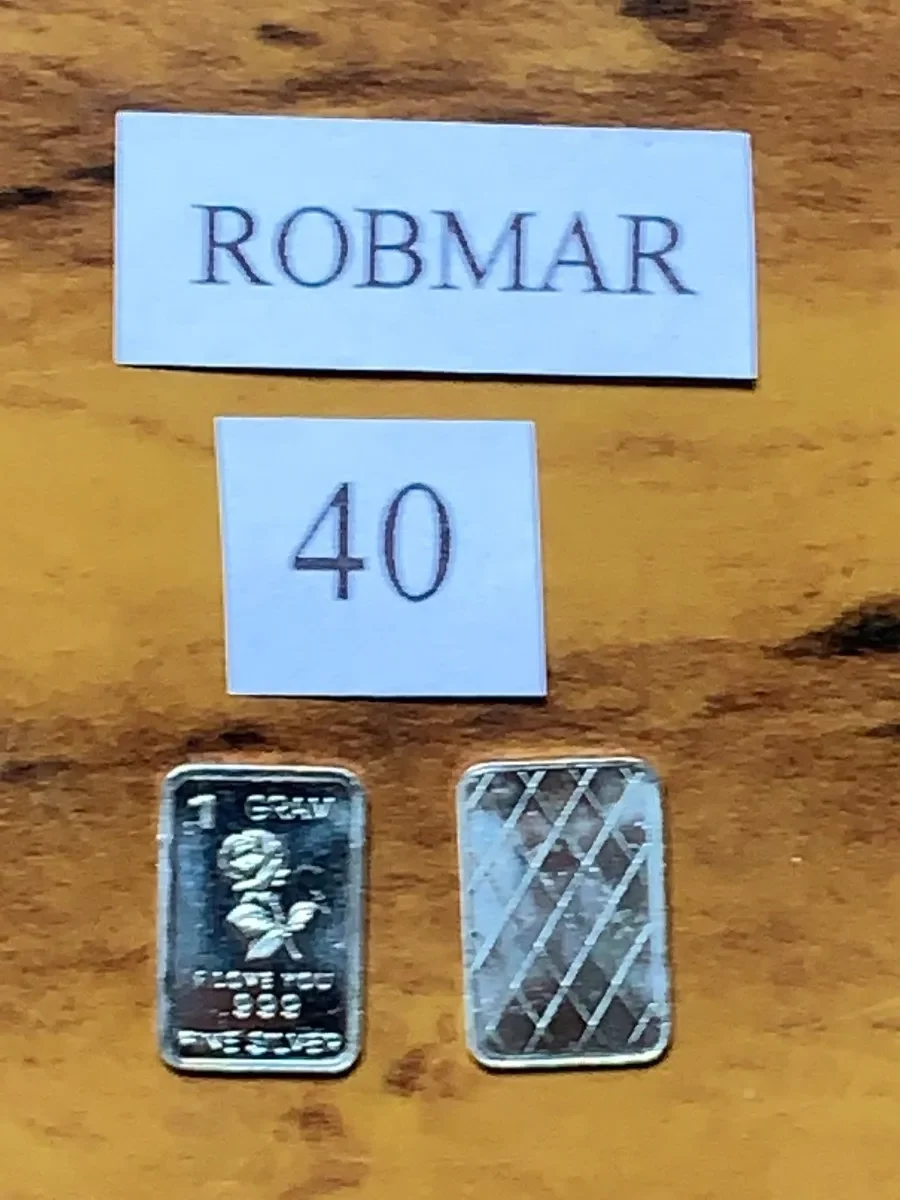 ROBMAR
40
1 GRAM
I LOVE YOU
.999
FINE SILVER